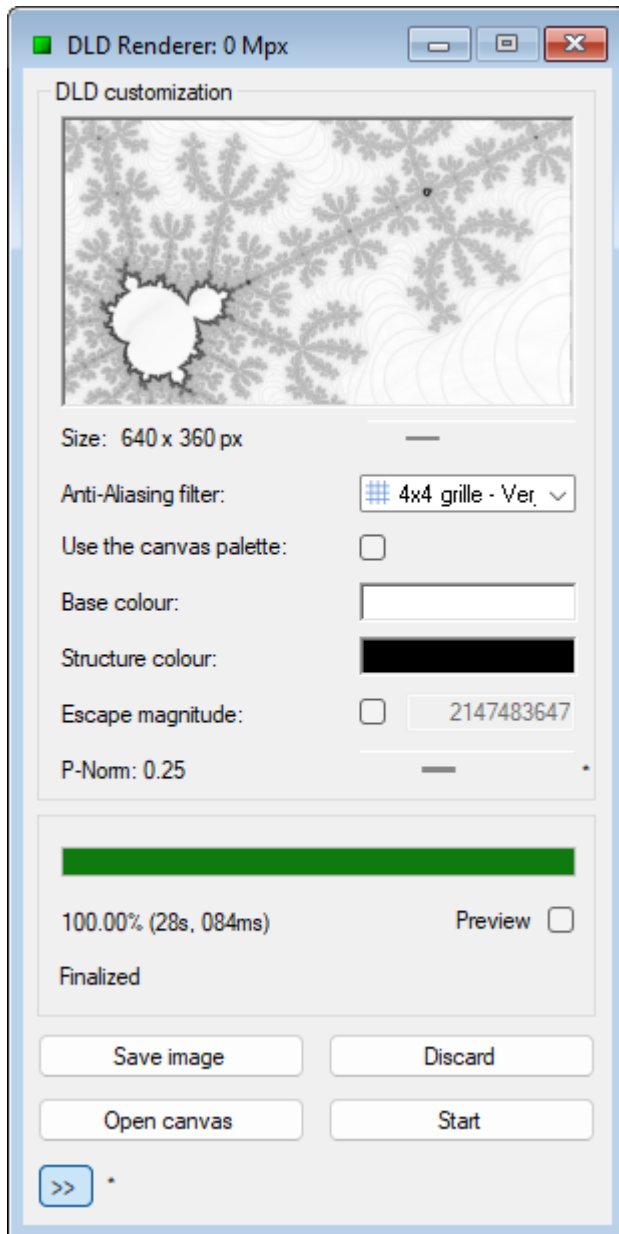 DLD Renderer: 0 Mpx
DLD customization
Size: 640 x 360 px
Anti-Aliasing filter: 4x4 grille - Ver
Use the canvas palette:
Base colour:
Structure colour:
Escape magnitude: 2147483647
P-Norm: 0.25 *
100.00% (28s, 084ms) Preview
Finalized
Save image Discard
Open canvas Start
>> *